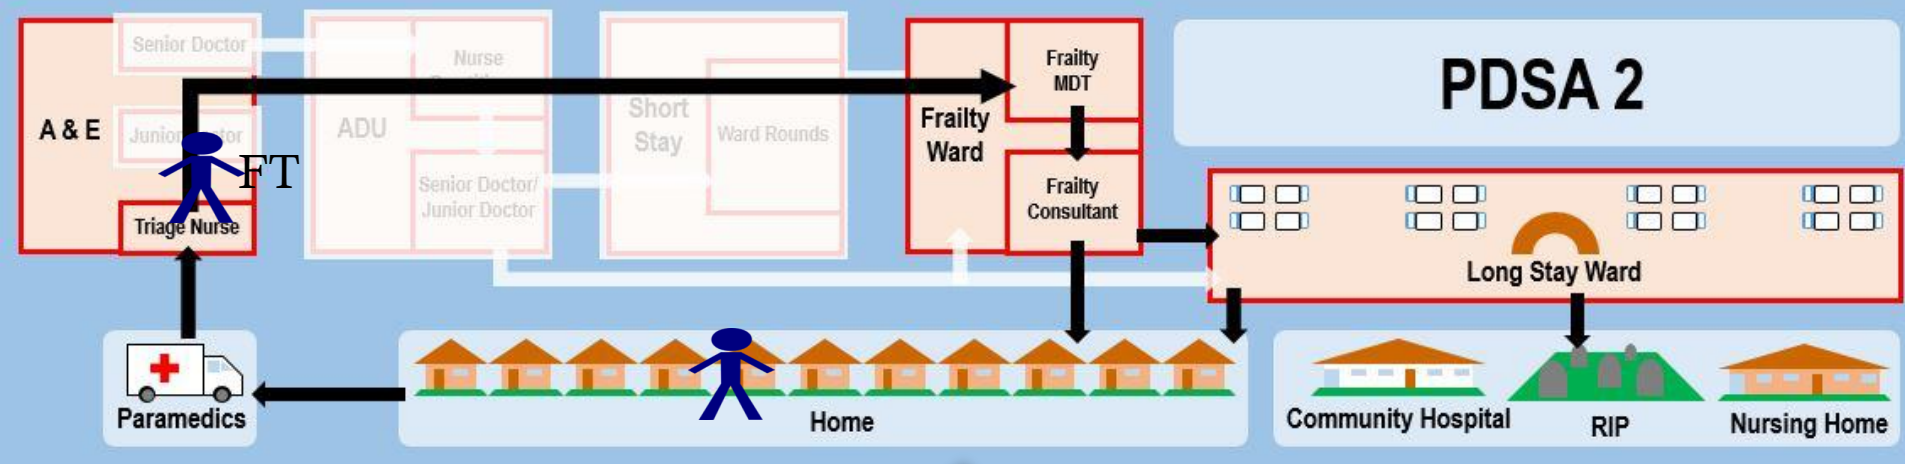 Senior Doctor
A & E
Junior
FT
Triage Nurse
Nurse
ADU
Senior Doctor/
Junior Doctor
Short
Stay
Ward Rounds
Frailty
MDT
Frailty
Ward
Frailty
Consultant
PDSA 2
Long Stay Ward
Paramedics
Home
Community Hospital
RIP
Nursing Home